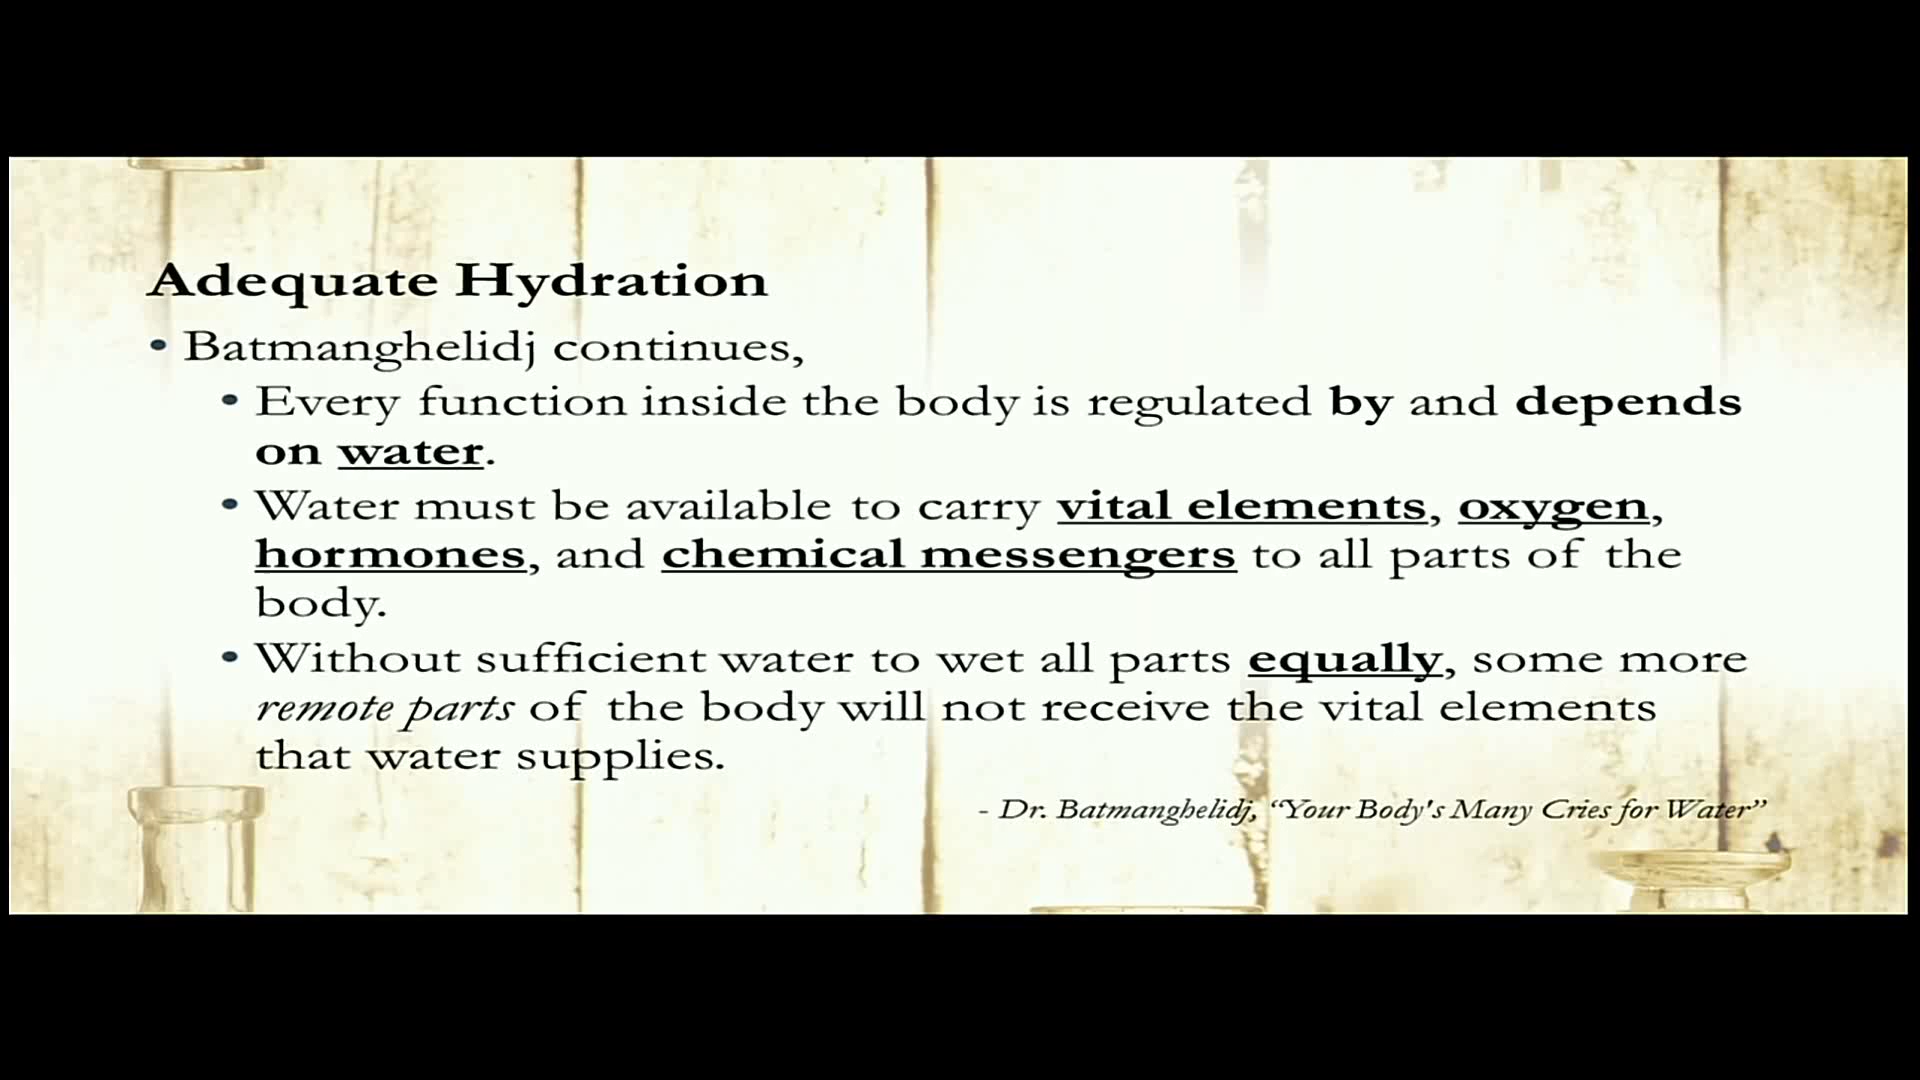 Adequate Hydration
• Batmanghelidj continues,
• Every function inside the body is regulated by and depends
on water.
• Water must be available to carry vital elements, oxygen,
hormones, and chemical messengers to all parts of the
body.
• Without sufficient water to wet all parts equally, some more
remote parts of the body will not receive the vital elements
that water supplies.
- Dr. Batmanghelidj, “Your Body's Many Cries for Water”